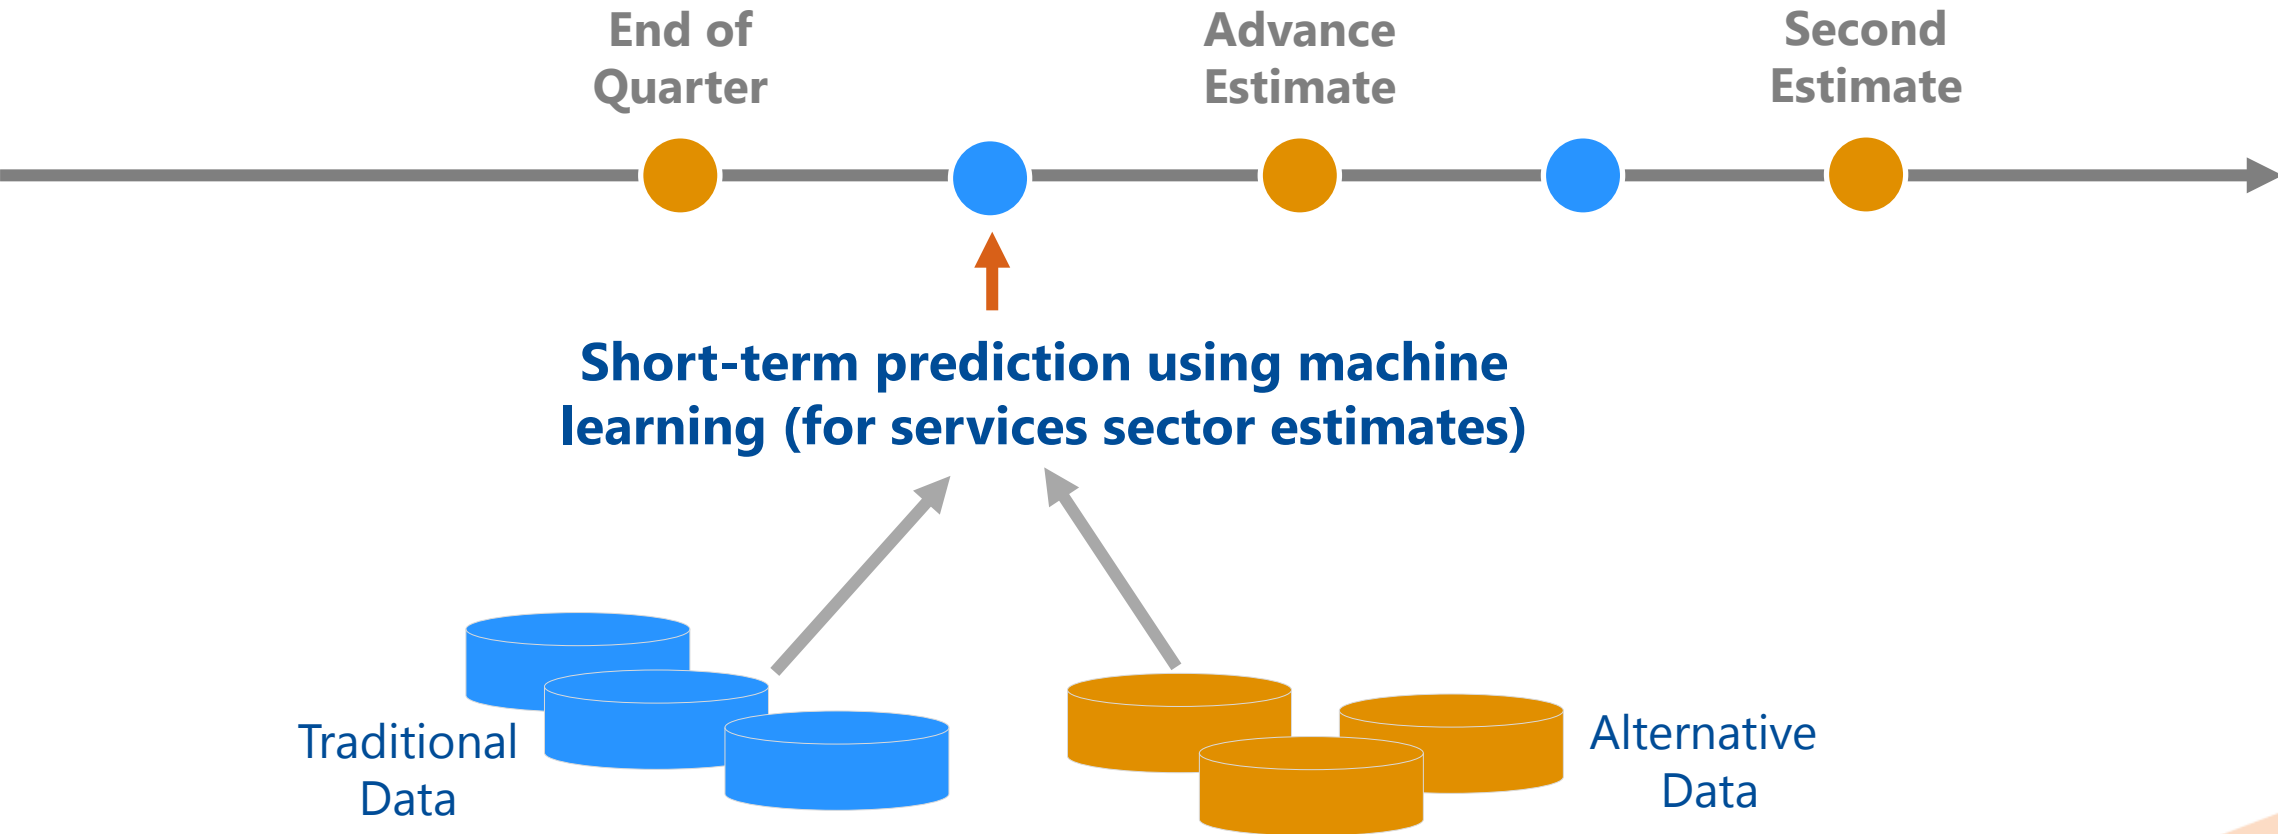 End of
Quarter
Advance
Estimate
Second
Estimate
Short-term prediction using machine
learning (for services sector estimates)
Traditional
Data
Alternative
Data